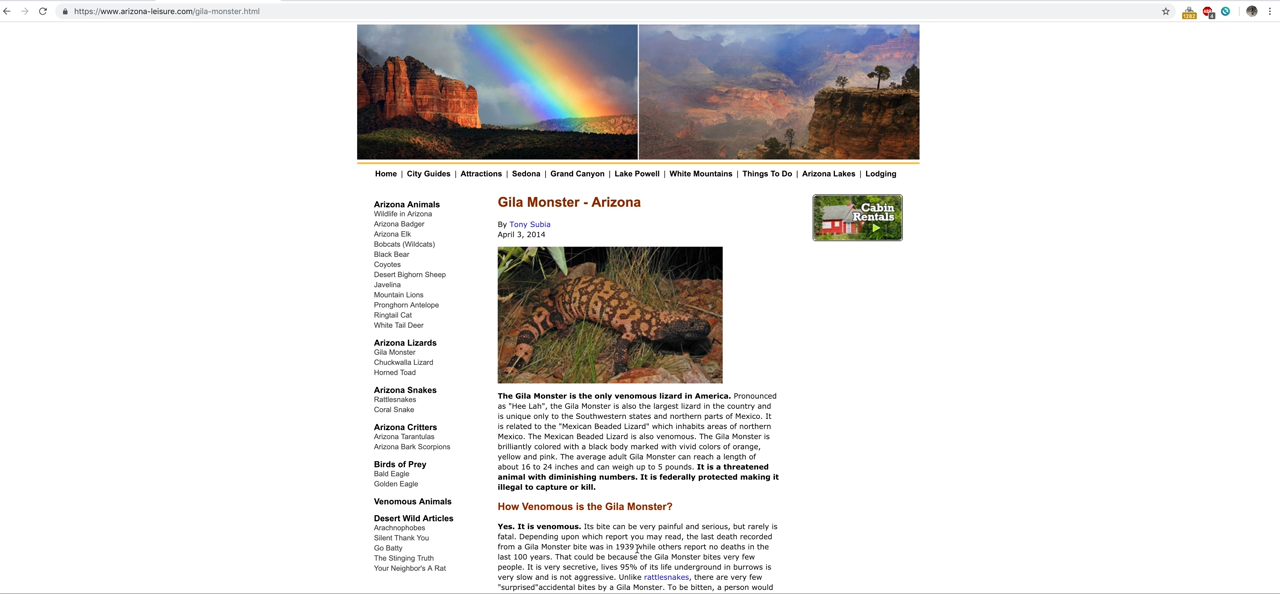 https://www.arizona-leisure.com/gila-monster.html
1782
4
Home | City Guides | Attractions | Sedona | Grand Canyon | Lake Powell | White Mountains | Things To Do | Arizona Lakes | Lodging
Arizona Animals
Wildlife in Arizona
Arizona Badger
Arizona Elk
Bobcats (Wildcats)
Black Bear
Coyotes
Desert Bighorn Sheep
Javelina
Mountain Lions
Pronghorn Antelope
Ringtail Cat
White Tail Deer
Arizona Lizards
Gila Monster
Chuckwalla Lizard
Horned Toad
Arizona Snakes
Rattlesnakes
Coral Snake
Arizona Critters
Arizona Tarantulas
Arizona Bark Scorpions
Birds of Prey
Bald Eagle
Golden Eagle
Venomous Animals
Desert Wild Articles
Arachnophobes
Silent Thank You
Go Batty
The Stinging Truth
Your Neighbor's A Rat
Gila Monster - Arizona
By Tony Subia
April 3, 2014
The Gila Monster is the only venomous lizard in America. Pronounced
as "Hee Lah", the Gila Monster is also the largest lizard in the country and
is unique only to the Southwestern states and northern parts of Mexico. It
is related to the "Mexican Beaded Lizard" which inhabits areas of northern
Mexico. The Mexican Beaded Lizard is also venomous. The Gila Monster is
brilliantly colored with a black body marked with vivid colors of orange,
yellow and pink. The average adult Gila Monster can reach a length of
about 16 to 24 inches and can weigh up to 5 pounds. It is a threatened
animal with diminishing numbers. It is federally protected making it
illegal to capture or kill.
How Venomous is the Gila Monster?
Yes. It is venomous. Its bite can be very painful and serious, but rarely is
fatal. Depending upon which report you may read, the last death recorded
from a Gila Monster bite was in 1939 while others report no deaths in the
last 100 years. That could be because the Gila Monster bites very few
people. It is very secretive, lives 95% of its life underground in burrows is
very slow and is not aggressive. Unlike rattlesnakes, there are very few
"surprised"accidental bites by a Gila Monster. To be bitten, a person would
Cabin
Rentals